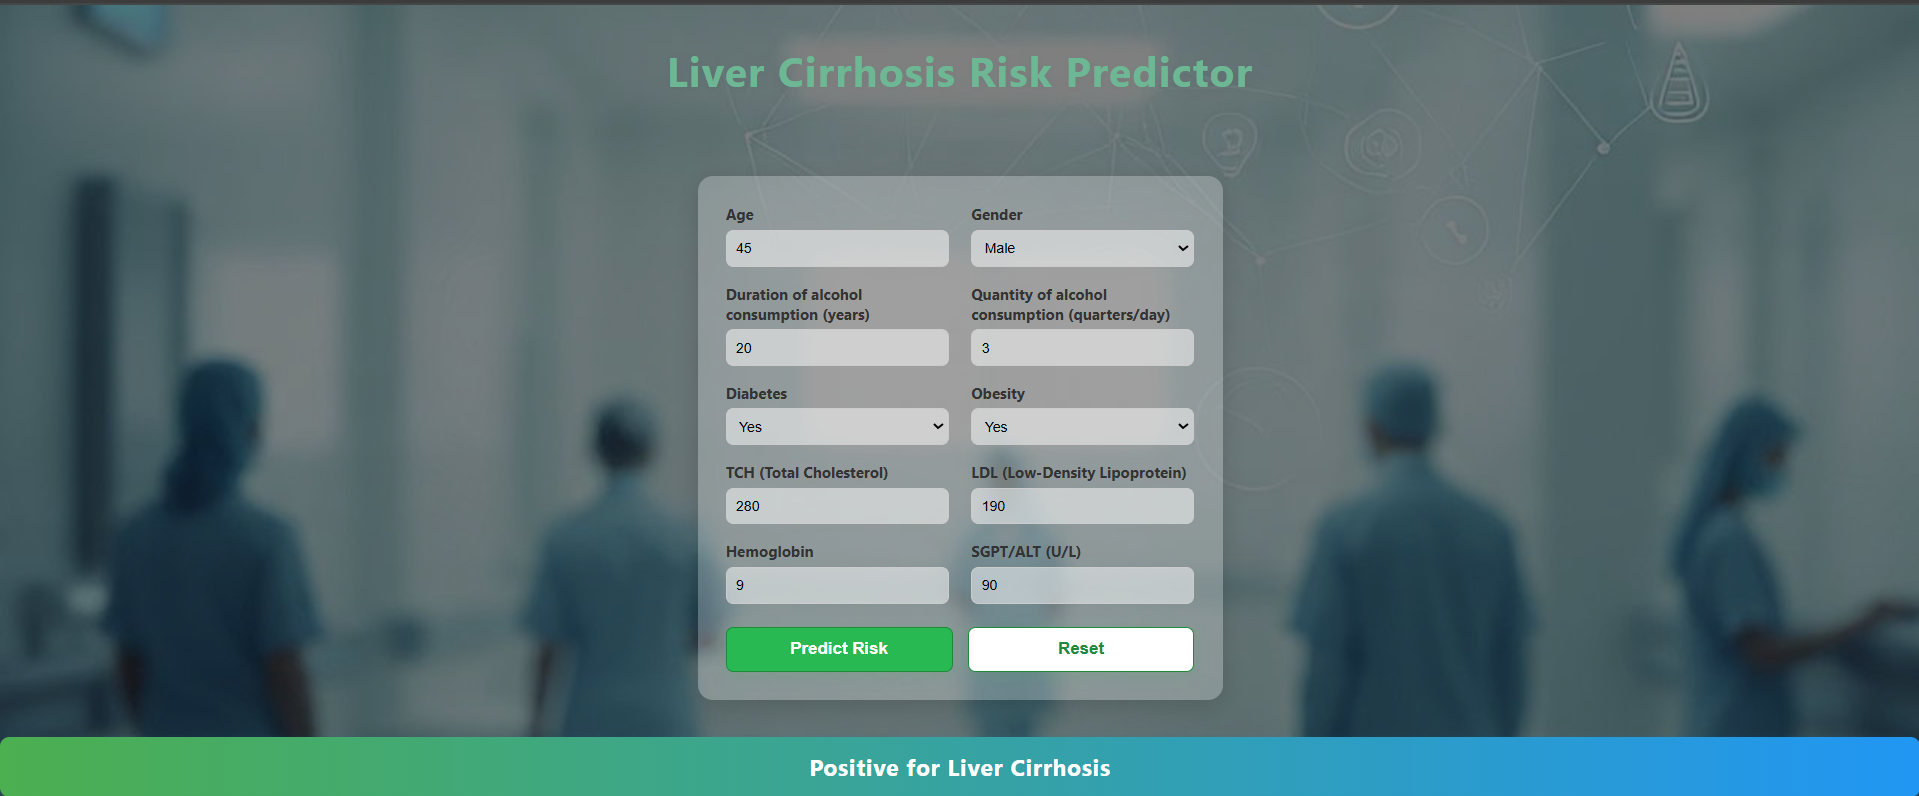 Liver Cirrhosis Risk Predictor
Age
Gender
45
Male
Duration of alcohol
consumption (years)
Quantity of alcohol
consumption (quarters/day)
20
3
Diabetes
Obesity
Yes
Yes
TCH (Total Cholesterol)
LDL (Low-Density Lipoprotein)
280
190
Hemoglobin
SGPT/ALT (U/L)
9
90
Predict Risk
Reset
Positive for Liver Cirrhosis